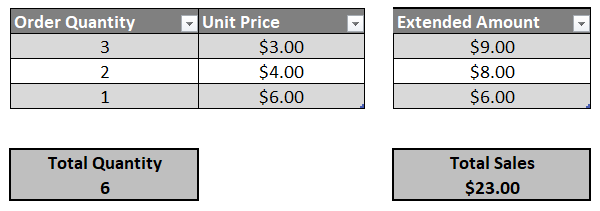 Order Quantity Unit Price Extended Amount
3 $3.00 $9.00
2 $4.00 $8.00
1 $6.00 $6.00
Total Quantity Total Sales
6 $23.00